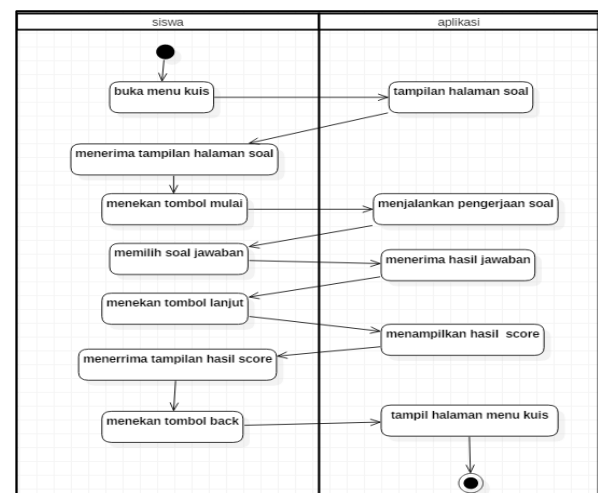 siswa
aplikasi
buka menu kuis
tampilan halaman soal
menerima tampilan halaman soal
menekan tombol mulai
menjalankan pengerjaan soal
memilih soal jawaban
menerima hasil jawaban
menekan tombol lanjut
menampilkan hasil score
menerrima tampilan hasil score
menekan tombol back
tampil halaman menu kuis